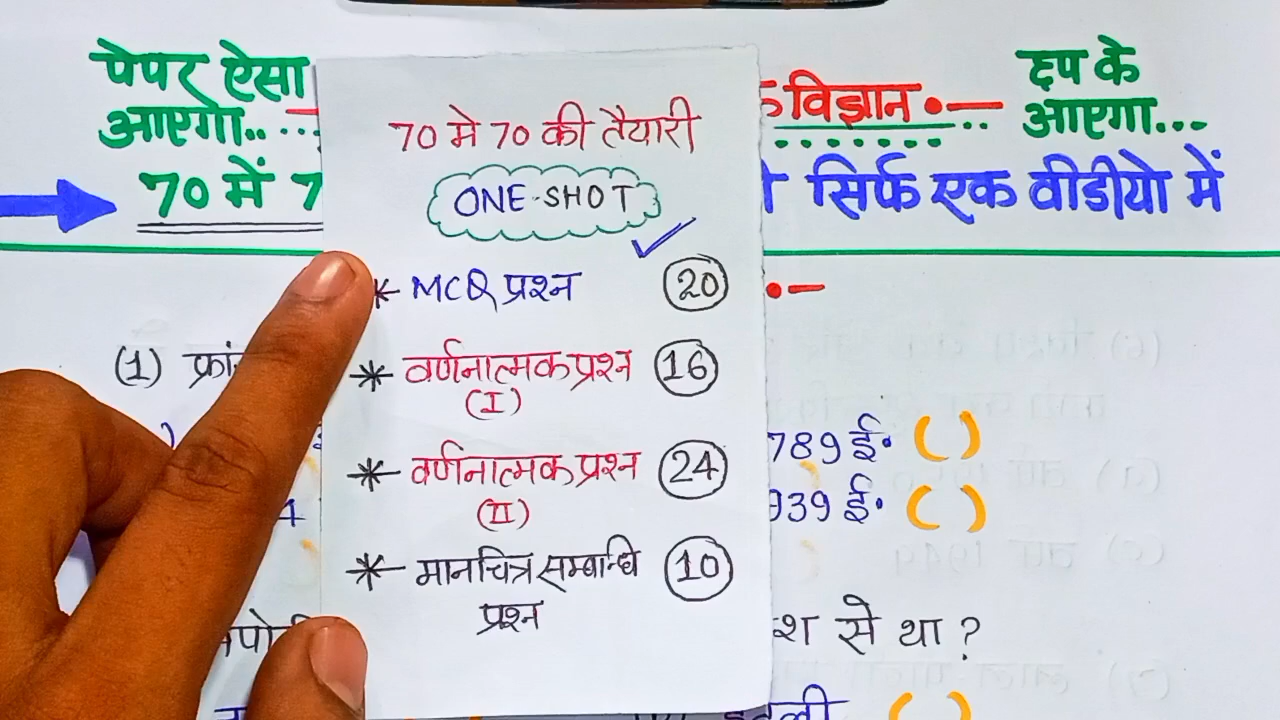 पेपर ऐसा
आएगा..
70 में 7
विज्ञान
छप के
आएगा...
सिर्फ एक वीडीयो में
70 मे 70 की तैयारी
ONE-SHOT
* MCQ प्रश्न 20
* वर्णनात्मक प्रश्न 16
(I)
* वर्णनात्मक प्रश्न 24
(II)
* मानचित्र सम्बान्धि 10
प्रश्न
(1) फ्रां
789 ई. ( )
939 ई. ( )
से था ?
( )